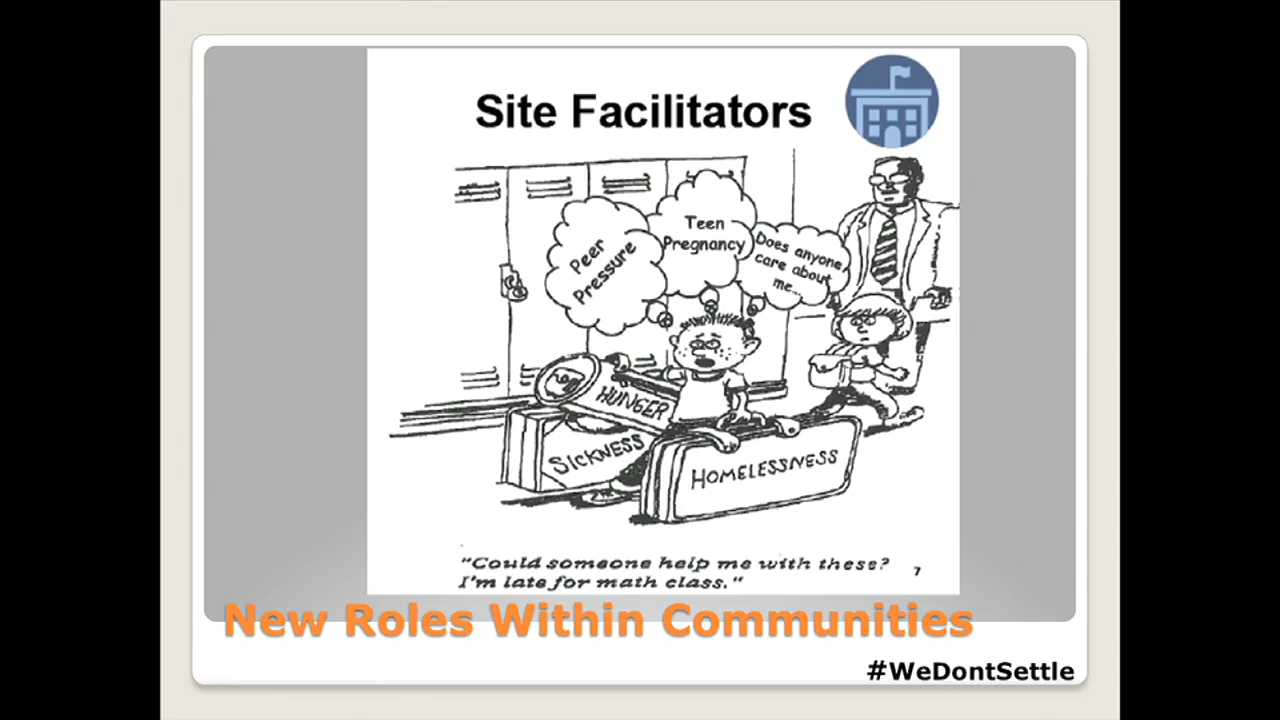 Site Facilitators
Peer
Pressure
Teen
Pregnancy
Does anyone
care about
me...
HUNGER
SICKNESS
HOMELESSNESS
"Could someone help me with these?
I'm late for math class."
7
New Roles Within Communities
#WeDontSettle